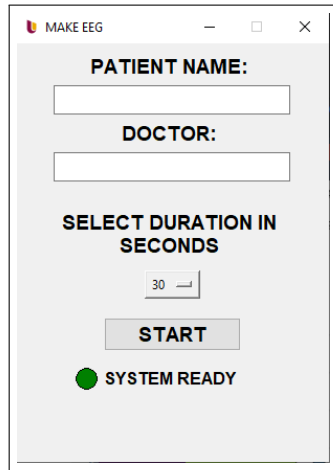 MAKE EEG
PATIENT NAME:
DOCTOR:
SELECT DURATION IN
SECONDS
30
START
SYSTEM READY